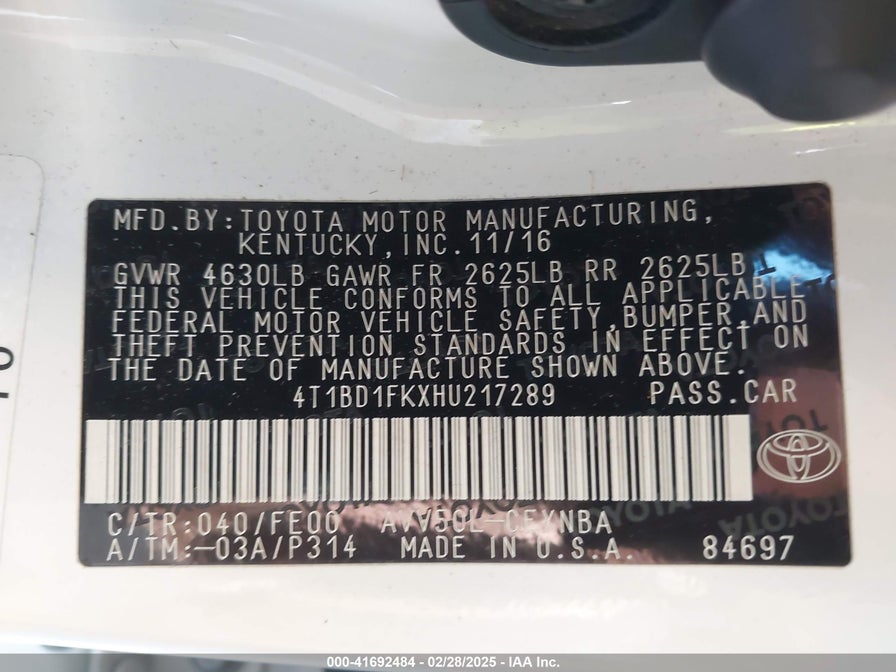 MFD.BY:TOYOTA MOTOR MANUFACTURING,
KENTUCKY,INC.11/16
GVWR 4630LB GAWR FR 2625LB RR 2625LB
THIS VEHICLE CONFORMS TO ALL APPLICABLE
FEDERAL MOTOR VEHICLE SAFETY,BUMPER,AND
THEFT PREVENTION STANDARDS IN EFFECT ON
THE DATE OF MANUFACTURE SHOWN ABOVE.
4T1BD1FKXHU217289 PASS.CAR
C/TR:040/FE00 AVV50L-CEXNBA
A/TM:-03A/P314 MADE IN U.S.A. 84697
000-41692484 - 02/28/2025 - IAA Inc.